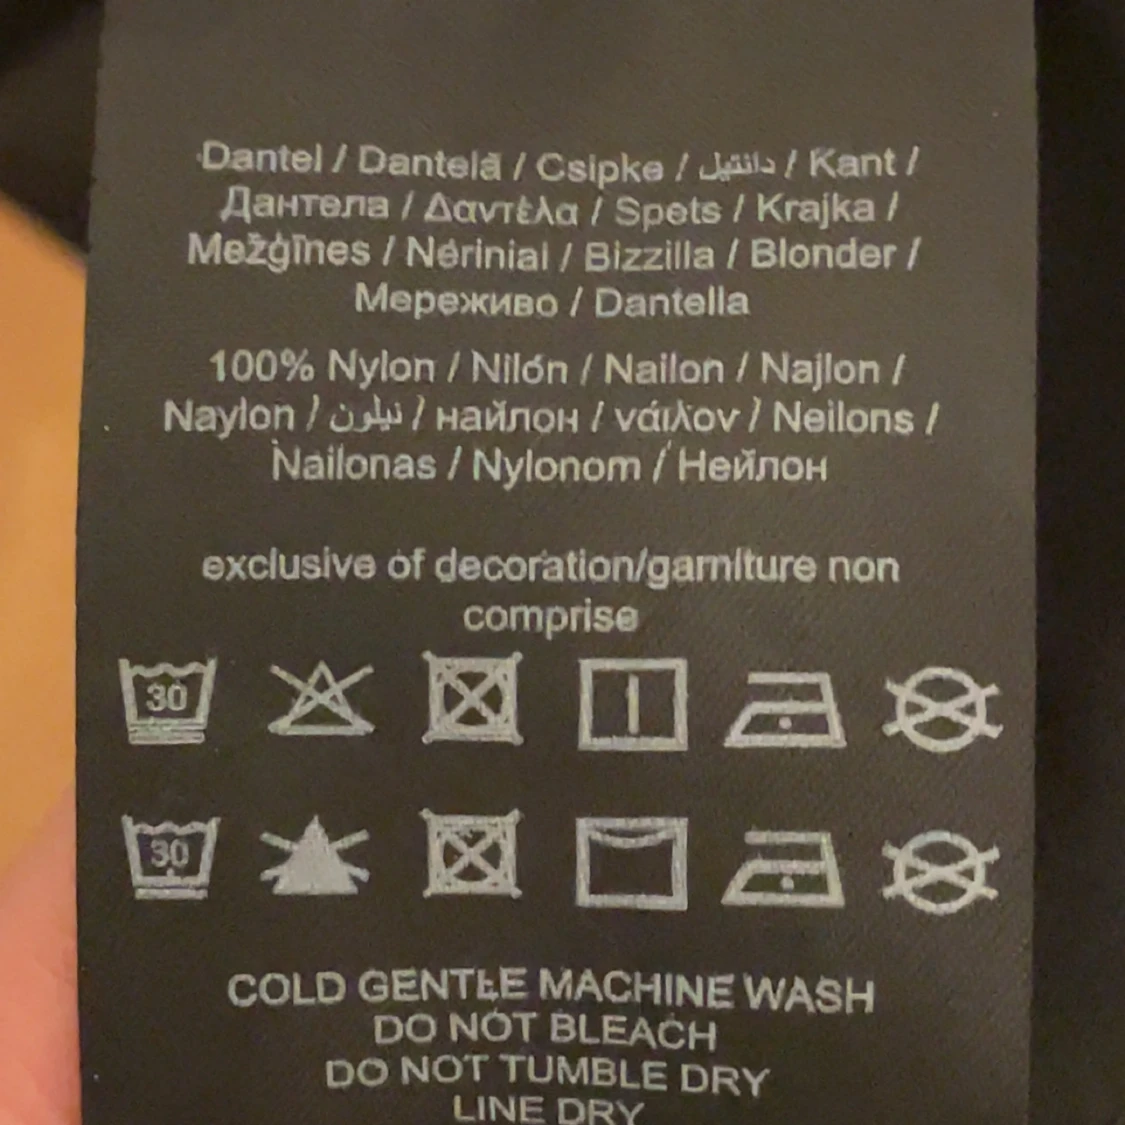 Dantel / Dantelă / Csipke / دانتيل / Kant /
Дантела / Δαντέλα / Spets / Krajka /
Mežģīnes / Nėriniai / Bizzilla / Blonder /
Мереживо / Dantella
100% Nylon / Nilón / Nailon / Najlon /
Naylon / نيلون / найлон / νάιλον / Neilons /
Nailonas / Nylonom / Нейлон
exclusive of decoration/garniture non
comprise
30
30
COLD GENTLE MACHINE WASH
DO NOT BLEACH
DO NOT TUMBLE DRY
LINE DRY